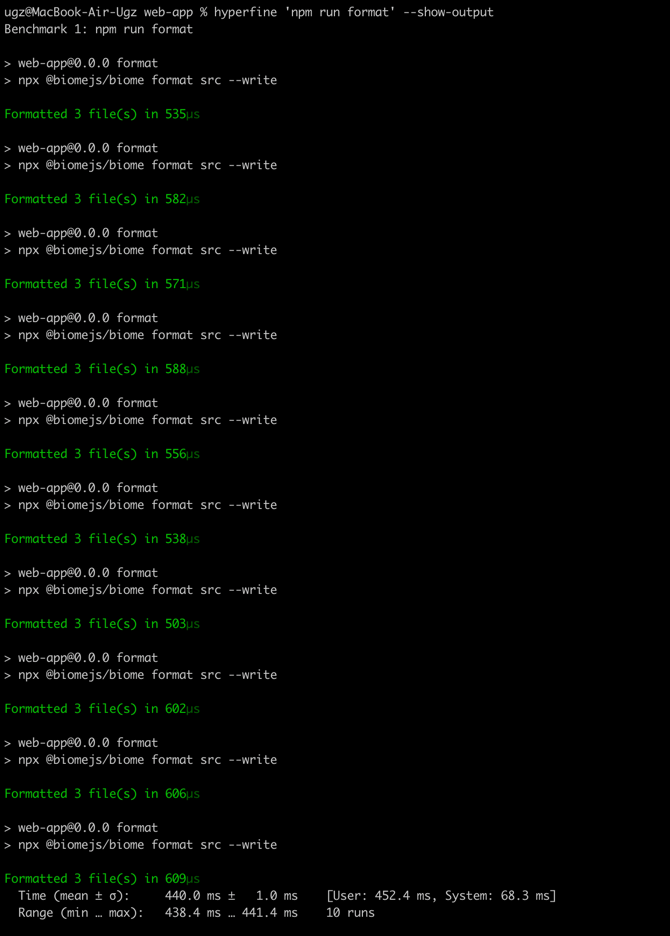 ugz@MacBook-Air-Ugz web-app % hyperfine 'npm run format' --show-output
Benchmark 1: npm run format
> web-app@0.0.0 format
> npx @biomejs/biome format src --write
Formatted 3 file(s) in 535µs
> web-app@0.0.0 format
> npx @biomejs/biome format src --write
Formatted 3 file(s) in 582µs
> web-app@0.0.0 format
> npx @biomejs/biome format src --write
Formatted 3 file(s) in 571µs
> web-app@0.0.0 format
> npx @biomejs/biome format src --write
Formatted 3 file(s) in 588µs
> web-app@0.0.0 format
> npx @biomejs/biome format src --write
Formatted 3 file(s) in 556µs
> web-app@0.0.0 format
> npx @biomejs/biome format src --write
Formatted 3 file(s) in 538µs
> web-app@0.0.0 format
> npx @biomejs/biome format src --write
Formatted 3 file(s) in 503µs
> web-app@0.0.0 format
> npx @biomejs/biome format src --write
Formatted 3 file(s) in 602µs
> web-app@0.0.0 format
> npx @biomejs/biome format src --write
Formatted 3 file(s) in 606µs
> web-app@0.0.0 format
> npx @biomejs/biome format src --write
Formatted 3 file(s) in 609µs
Time (mean ± σ): 440.0 ms ± 1.0 ms [User: 452.4 ms, System: 68.3 ms]
Range (min … max): 438.4 ms … 441.4 ms 10 runs